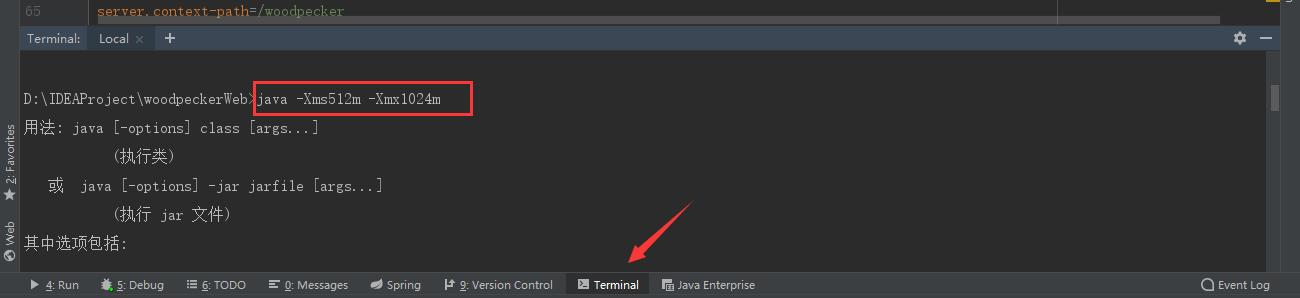 65 server.context-path=/woodpecker
Terminal: Local × +
D:\IDEAProject\woodpeckerWeb>java -Xms512m -Xmx1024m
用法: java [-options] class [args...]
(执行类)
或 java [-options] -jar jarfile [args...]
(执行 jar 文件)
其中选项包括:
2: Favorites
Web
4: Run 5: Debug 6: TODO 0: Messages Spring 9: Version Control Terminal Java Enterprise Event Log